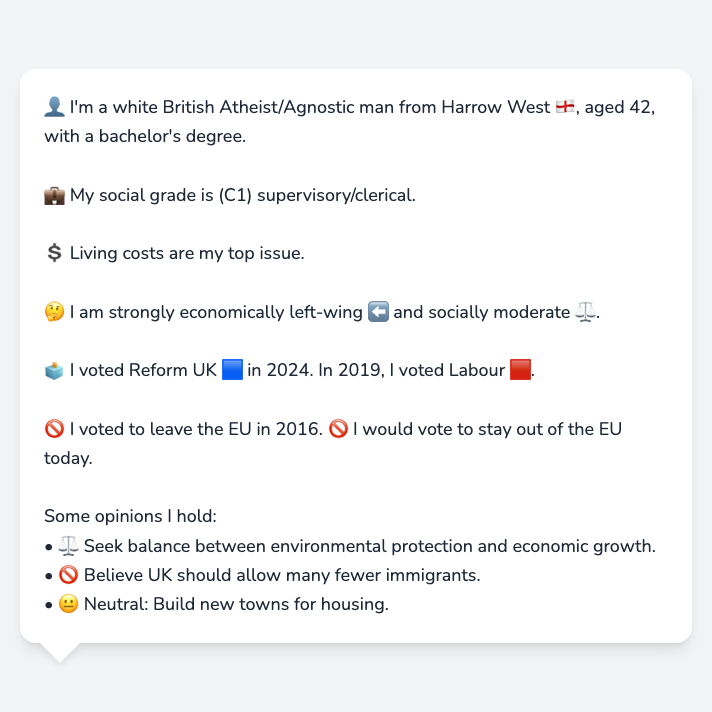 👤 I'm a white British Atheist/Agnostic man from Harrow West 🏴󠁧󠁢󠁥󠁮󠁧󠁿, aged 42,
with a bachelor's degree.
💼 My social grade is (C1) supervisory/clerical.
💲 Living costs are my top issue.
🤔 I am strongly economically left-wing ⬅️ and socially moderate ⚖️.
🗳️ I voted Reform UK 🟦 in 2024. In 2019, I voted Labour 🟥.
🚫 I voted to leave the EU in 2016. 🚫 I would vote to stay out of the EU
today.
Some opinions I hold:
• ⚖️ Seek balance between environmental protection and economic growth.
• 🚫 Believe UK should allow many fewer immigrants.
• 😐 Neutral: Build new towns for housing.